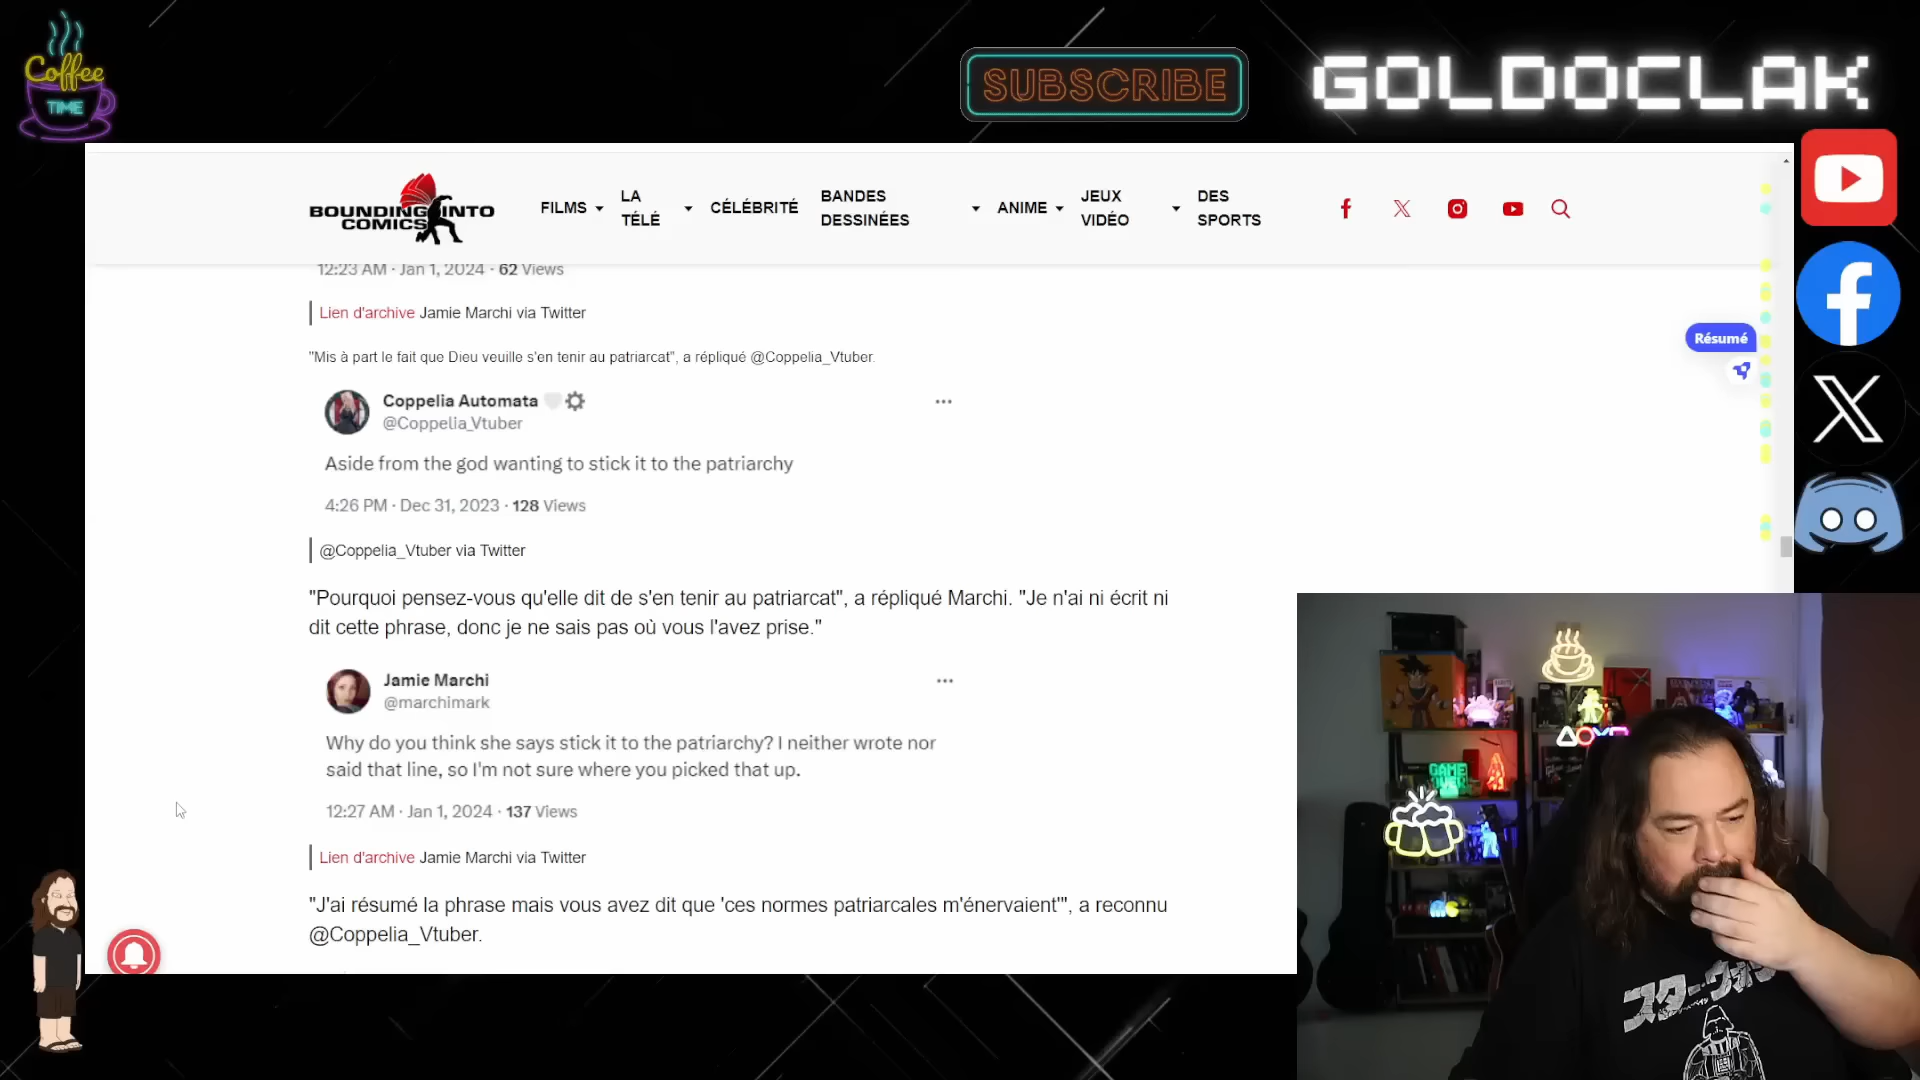 Coffee
TIME
SUBSCRIBE
GOLDOCLAK
BOUNDING INTO
COMICS
FILMS
LA
TÉLÉ
CÉLÉBRITÉ
BANDES
DESSINÉES
ANIME
JEUX
VIDÉO
DES
SPORTS
12:23 AM · Jan 1, 2024 · 62 Views
Lien d'archive Jamie Marchi via Twitter
"Mis à part le fait que Dieu veuille s'en tenir au patriarcat", a répliqué @Coppelia_Vtuber.
Résumé
Coppelia Automata
@Coppelia_Vtuber
Aside from the god wanting to stick it to the patriarchy
4:26 PM · Dec 31, 2023 · 128 Views
@Coppelia_Vtuber via Twitter
"Pourquoi pensez-vous qu'elle dit de s'en tenir au patriarcat", a répliqué Marchi. "Je n'ai ni écrit ni
dit cette phrase, donc je ne sais pas où vous l'avez prise."
Jamie Marchi
@marchimark
Why do you think she says stick it to the patriarchy? I neither wrote nor
said that line, so I'm not sure where you picked that up.
12:27 AM · Jan 1, 2024 · 137 Views
Lien d'archive Jamie Marchi via Twitter
"J'ai résumé la phrase mais vous avez dit que 'ces normes patriarcales m'énervaient'", a reconnu
@Coppelia_Vtuber.
GAME
OVER
スター・ウォ